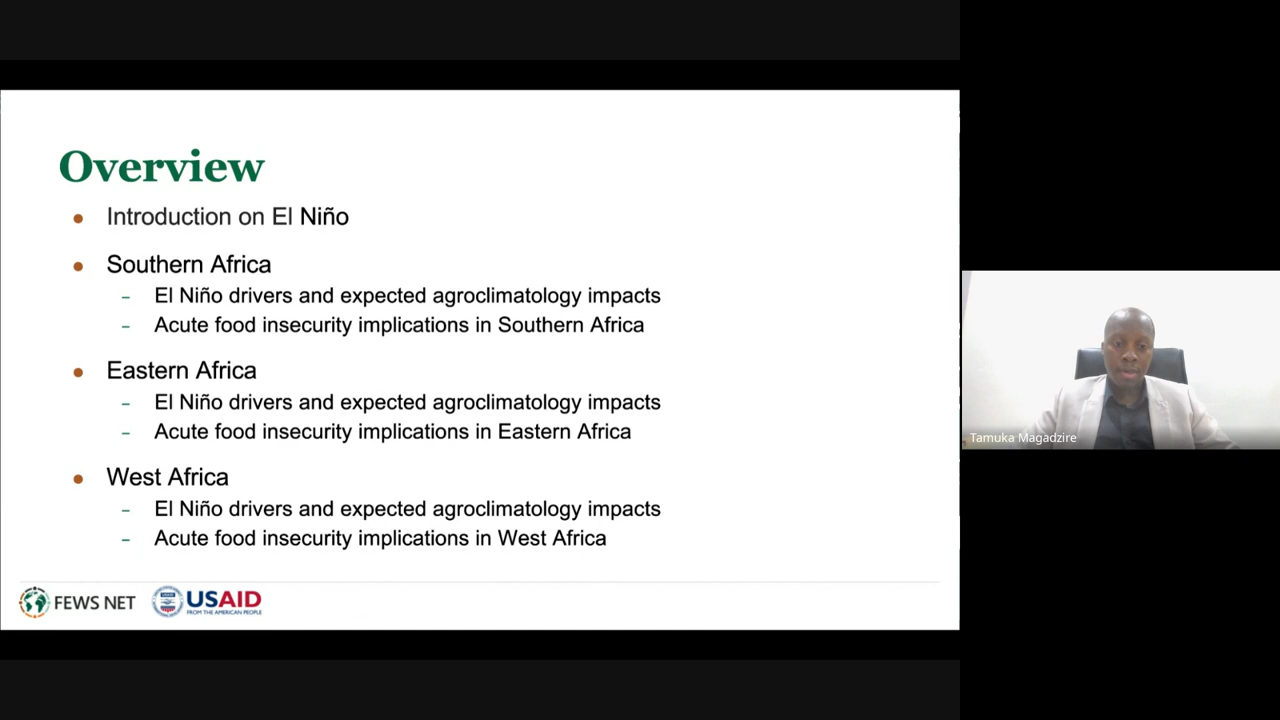 Overview
Introduction on El Niño
Southern Africa
El Niño drivers and expected agroclimatology impacts
Acute food insecurity implications in Southern Africa
Eastern Africa
El Niño drivers and expected agroclimatology impacts
Acute food insecurity implications in Eastern Africa
West Africa
El Niño drivers and expected agroclimatology impacts
Acute food insecurity implications in West Africa
FEWS NET
USAID
FROM THE AMERICAN PEOPLE
Tamuka Magadzire